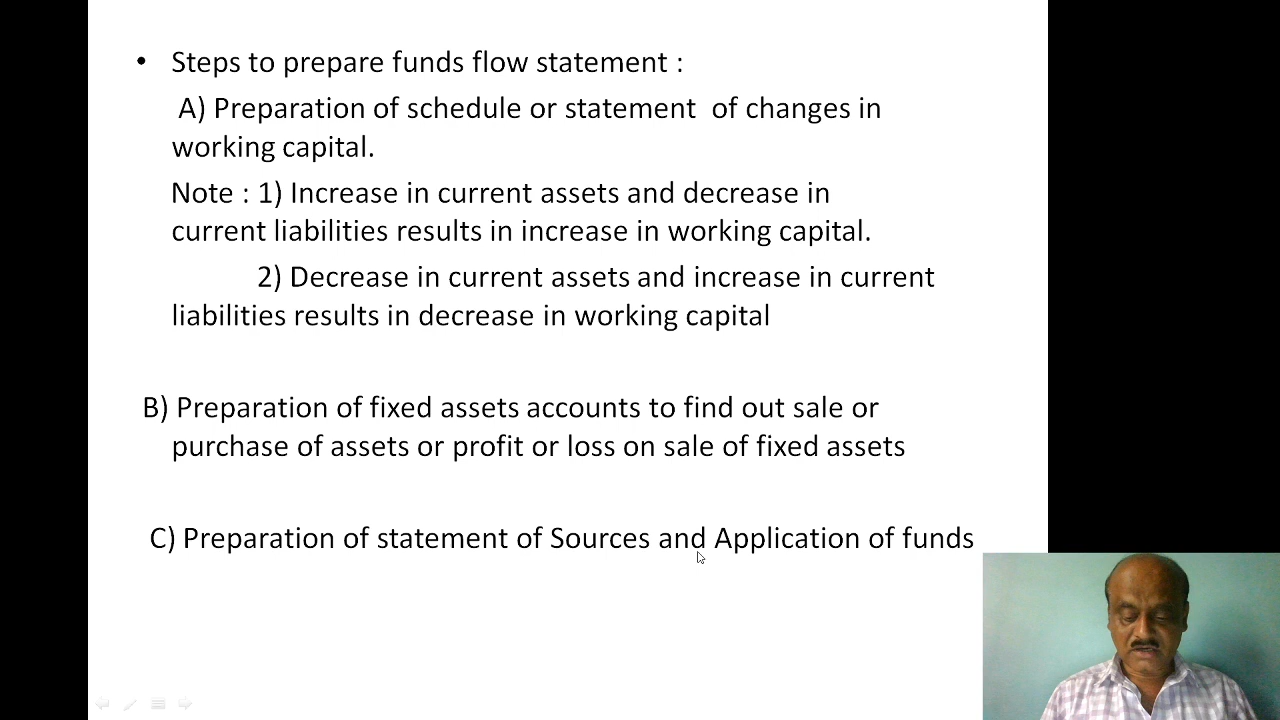 • Steps to prepare funds flow statement :
A) Preparation of schedule or statement of changes in
working capital.
Note : 1) Increase in current assets and decrease in
current liabilities results in increase in working capital.
2) Decrease in current assets and increase in current
liabilities results in decrease in working capital
B) Preparation of fixed assets accounts to find out sale or
purchase of assets or profit or loss on sale of fixed assets
C) Preparation of statement of Sources and Application of funds